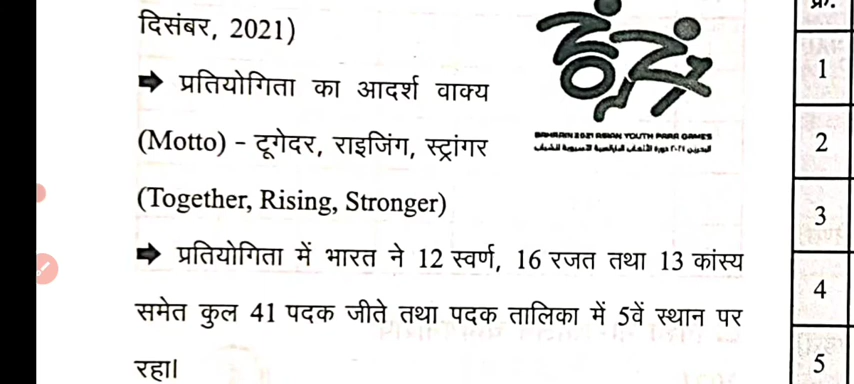 दिसंबर, 2021)
➡ प्रतियोगिता का आदर्श वाक्य
(Motto) - टूगेदर, राइजिंग, स्ट्रांगर
(Together, Rising, Stronger)
➡ प्रतियोगिता में भारत ने 12 स्वर्ण, 16 रजत तथा 13 कांस्य
समेत कुल 41 पदक जीते तथा पदक तालिका में 5वें स्थान पर
रहा।
BAHRAIN 2021 ASIAN YOUTH PARA GAMES
1
2
3
4
5